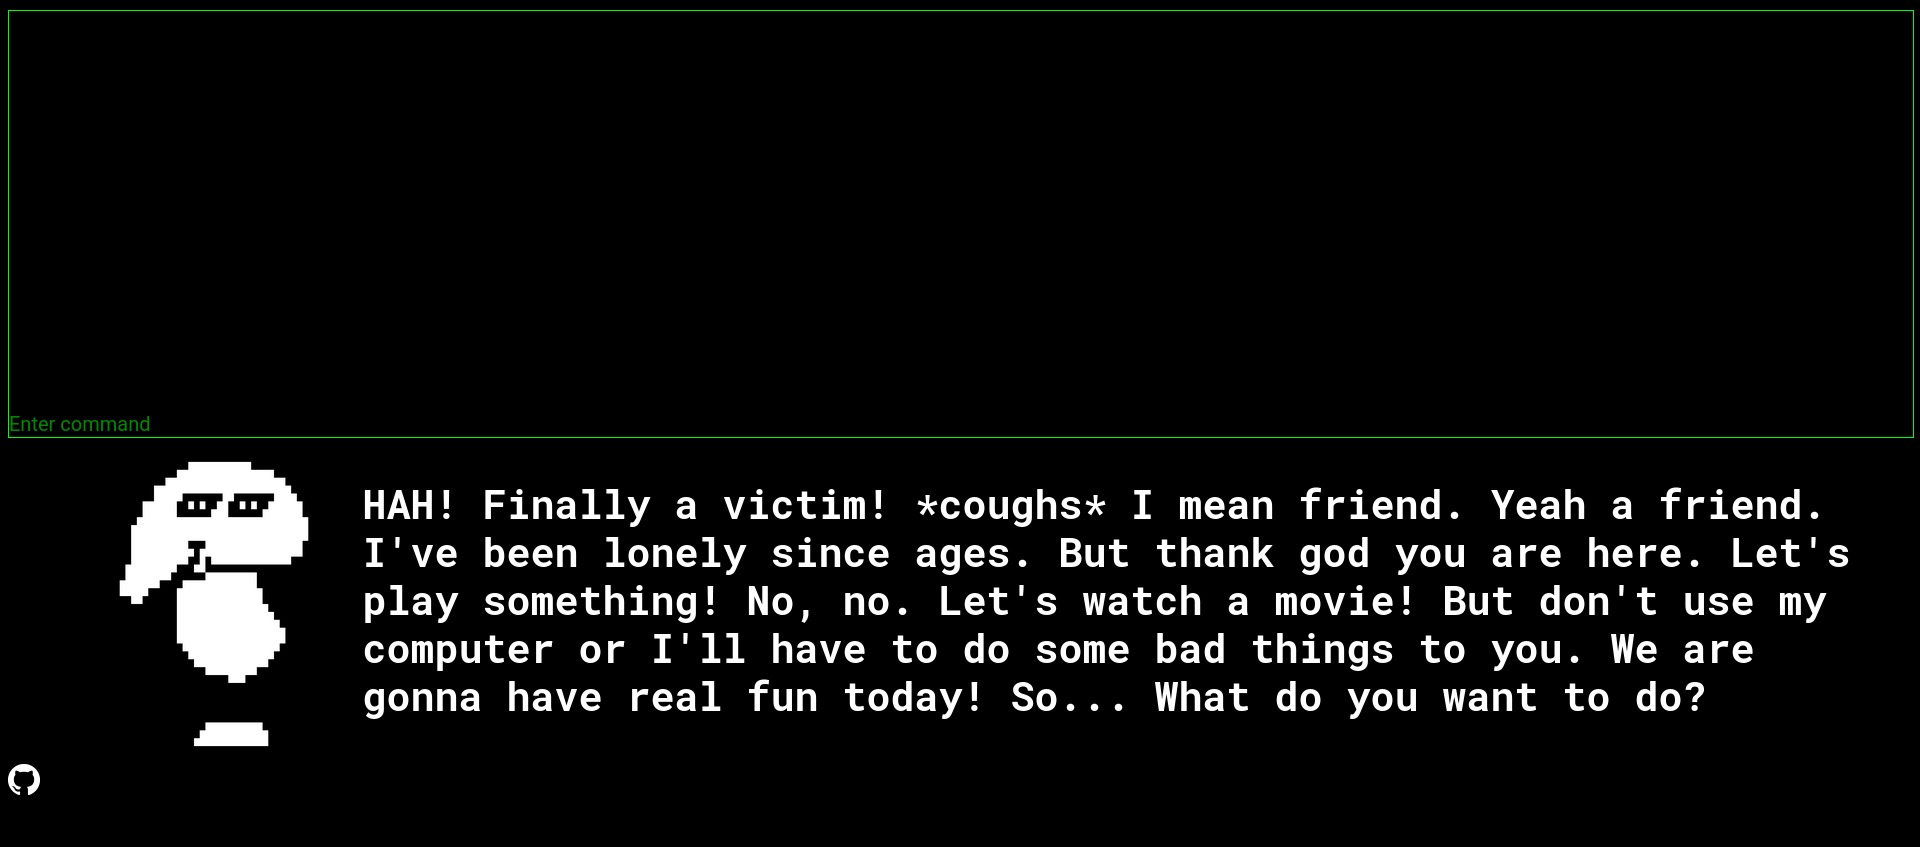 Enter command
HAH! Finally a victim! *coughs* I mean friend. Yeah a friend.
I've been lonely since ages. But thank god you are here. Let's
play something! No, no. Let's watch a movie! But don't use my
computer or I'll have to do some bad things to you. We are
gonna have real fun today! So... What do you want to do?